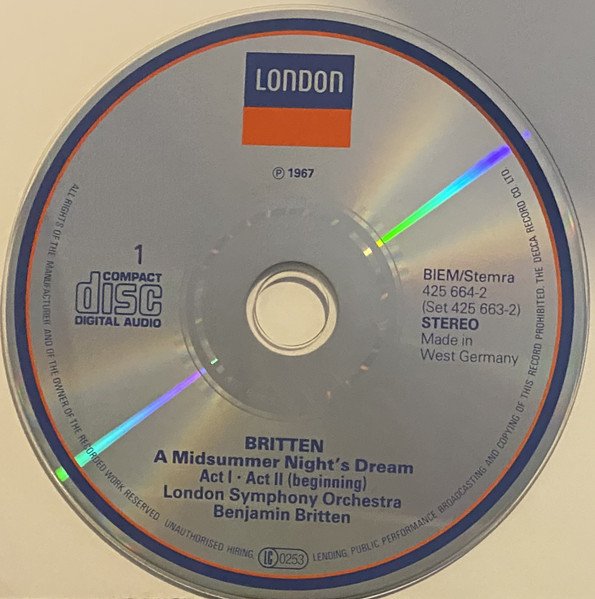 LONDON
℗ 1967
1
COMPACT
disc
DIGITAL AUDIO
BIEM/Stemra
425 664-2
(Set 425 663-2)
STEREO
Made in
West Germany
BRITTEN
A Midsummer Night's Dream
Act I · Act II (beginning)
London Symphony Orchestra
Benjamin Britten
ALL RIGHTS OF THE MANUFACTURER AND OF THE OWNER OF THE RECORDED WORK RESERVED. UNAUTHORISED HIRING, LC 0253 LENDING, PUBLIC PERFORMANCE, BROADCASTING AND COPYING OF THIS RECORD PROHIBITED. THE DECCA RECORD CO. LTD.